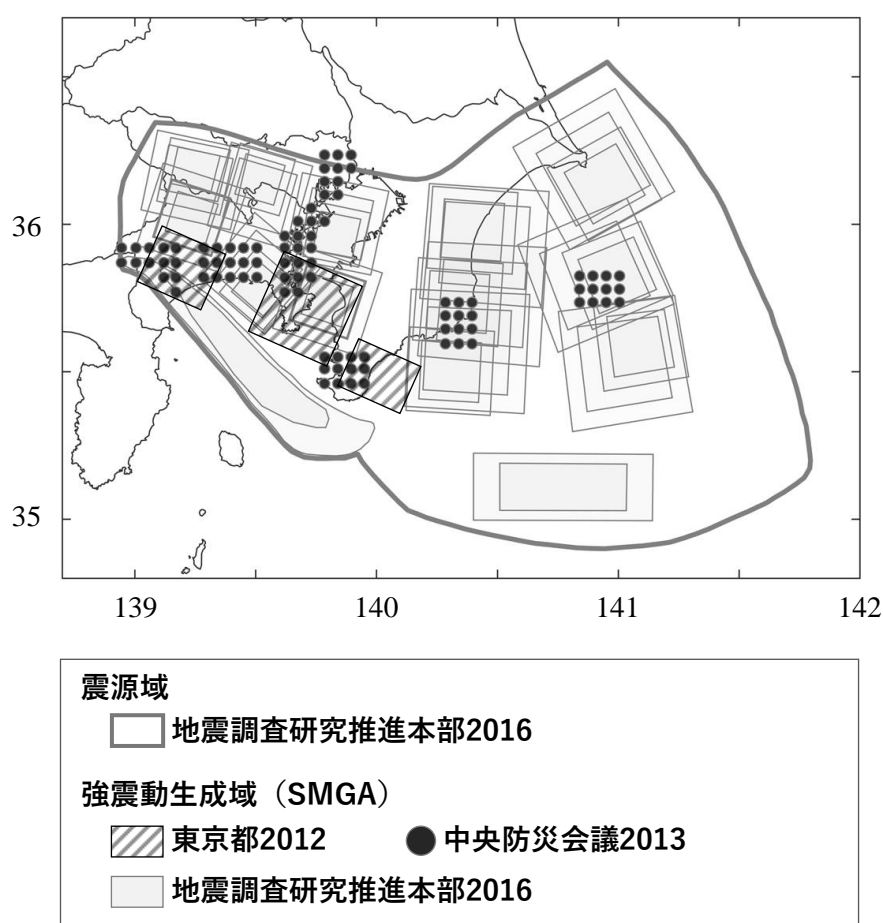 36
35
139 140 141 142
震源域
地震調査研究推進本部2016
強震動生成域（SMGA）
東京都2012 中央防災会議2013
地震調査研究推進本部2016